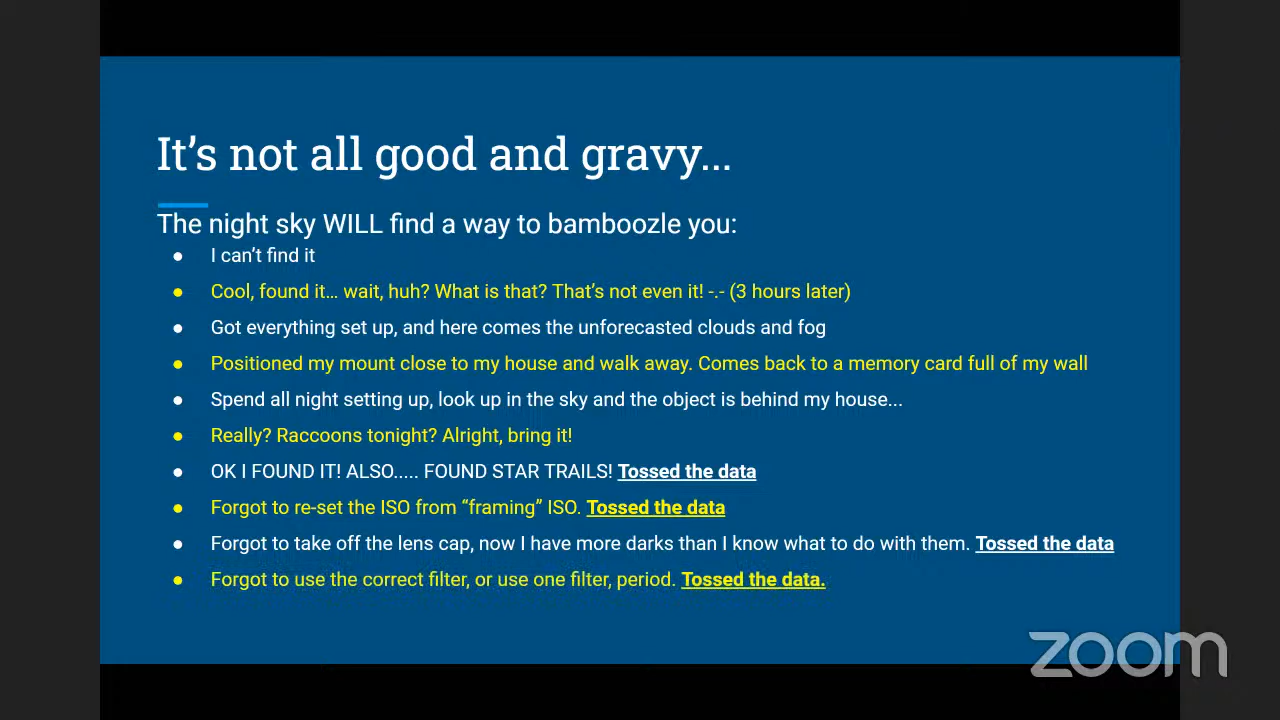 It's not all good and gravy...
The night sky WILL find a way to bamboozle you:
● I can't find it
● Cool, found it… wait, huh? What is that? That's not even it! -.- (3 hours later)
● Got everything set up, and here comes the unforecasted clouds and fog
● Positioned my mount close to my house and walk away. Comes back to a memory card full of my wall
● Spend all night setting up, look up in the sky and the object is behind my house...
● Really? Raccoons tonight? Alright, bring it!
● OK I FOUND IT! ALSO..... FOUND STAR TRAILS! Tossed the data
● Forgot to re-set the ISO from “framing” ISO. Tossed the data
● Forgot to take off the lens cap, now I have more darks than I know what to do with them. Tossed the data
● Forgot to use the correct filter, or use one filter, period. Tossed the data.
zoom